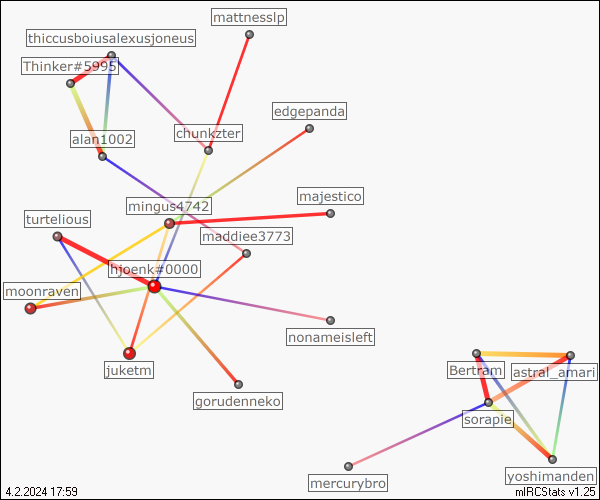 mattnesslp
thiccusboiusalexusjoneus
Thinker#5995
edgepanda
chunkzter
alan1002
majestico
mingus4742
turtelious
maddiee3773
hjoenk#0000
moonraven
nonameisleft
juketm
Bertram
astral_amari
gorudenneko
sorapie
mercurybro
yoshimanden
4.2.2024 17:59
mIRCStats v1.25